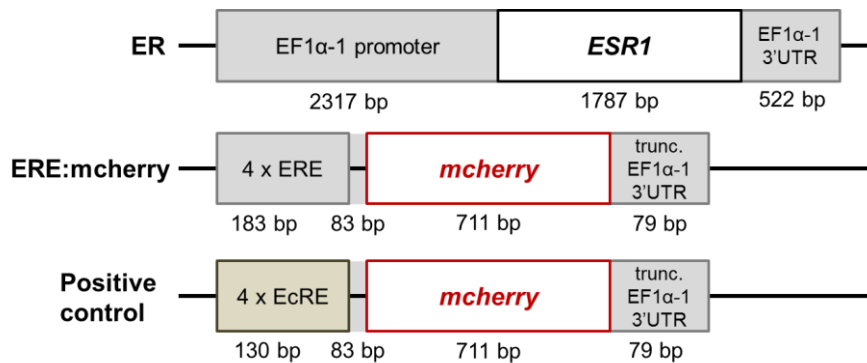 ER
EF1α-1 promoter
ESR1
EF1α-1
3’UTR
2317 bp
1787 bp
522 bp
ERE:mcherry
4 x ERE
mcherry
trunc.
EF1α-1
3’UTR
183 bp
83 bp
711 bp
79 bp
Positive
control
4 x EcRE
mcherry
trunc.
EF1α-1
3’UTR
130 bp
83 bp
711 bp
79 bp